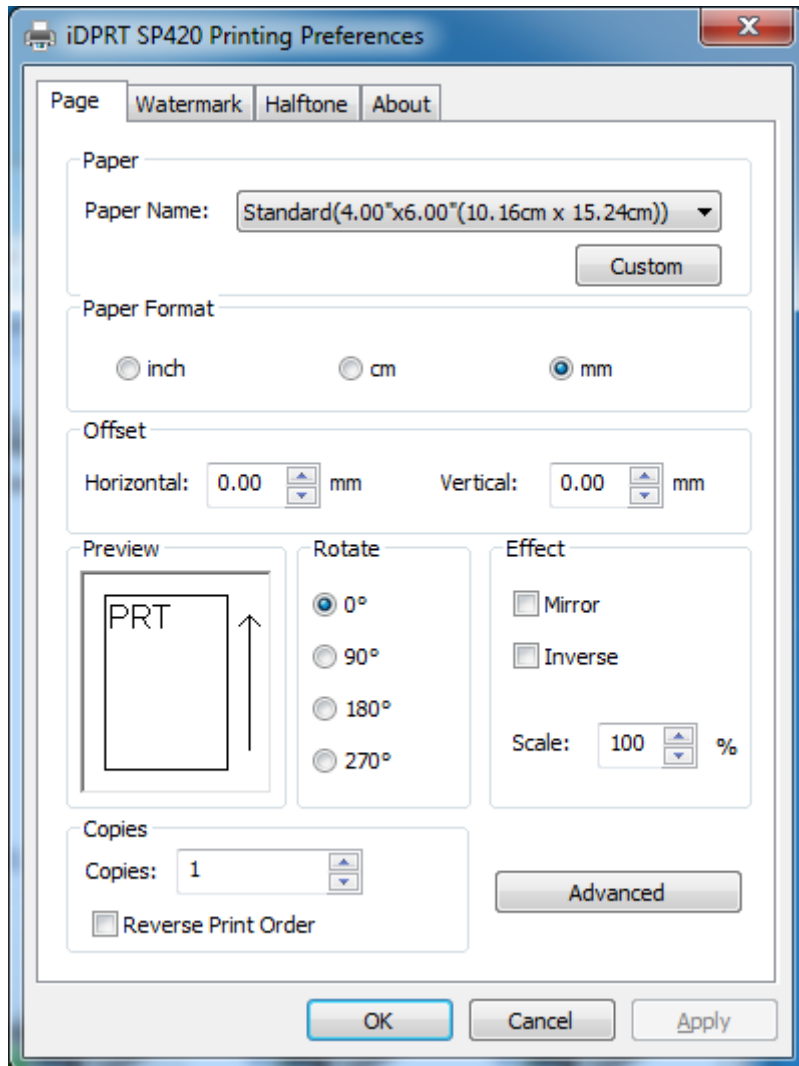 iDPRT SP420 Printing Preferences
Page Watermark Halftone About
Paper
Paper Name: Standard(4.00"x6.00"(10.16cm x 15.24cm))
Custom
Paper Format
inch cm mm
Offset
Horizontal: 0.00 mm Vertical: 0.00 mm
Preview
PRT
Rotate
0°
90°
180°
270°
Effect
Mirror
Inverse
Scale: 100 %
Copies
Copies: 1
Reverse Print Order
Advanced
OK Cancel Apply